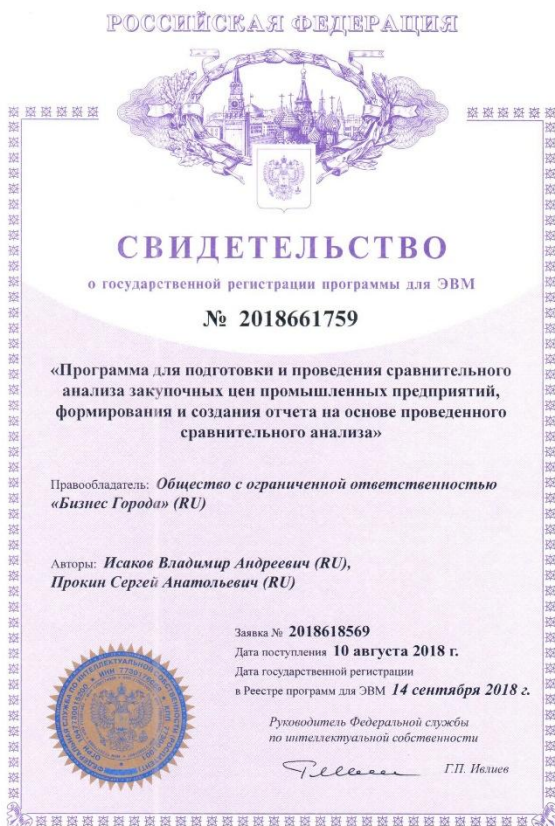 РОССИЙСКАЯ ФЕДЕРАЦИЯ
СВИДЕТЕЛЬСТВО
о государственной регистрации программы для ЭВМ
№ 2018661759
«Программа для подготовки и проведения сравнительного
анализа закупочных цен промышленных предприятий,
формирования и создания отчета на основе проведенного
сравнительного анализа»
Правообладатель: Общество с ограниченной ответственностью
«Бизнес Города» (RU)
Авторы: Исаков Владимир Андреевич (RU),
Прокин Сергей Анатольевич (RU)
Заявка № 2018618569
Дата поступления 10 августа 2018 г.
Дата государственной регистрации
в Реестре программ для ЭВМ 14 сентября 2018 г.
Руководитель Федеральной службы
по интеллектуальной собственности
Г.П. Ивлиев